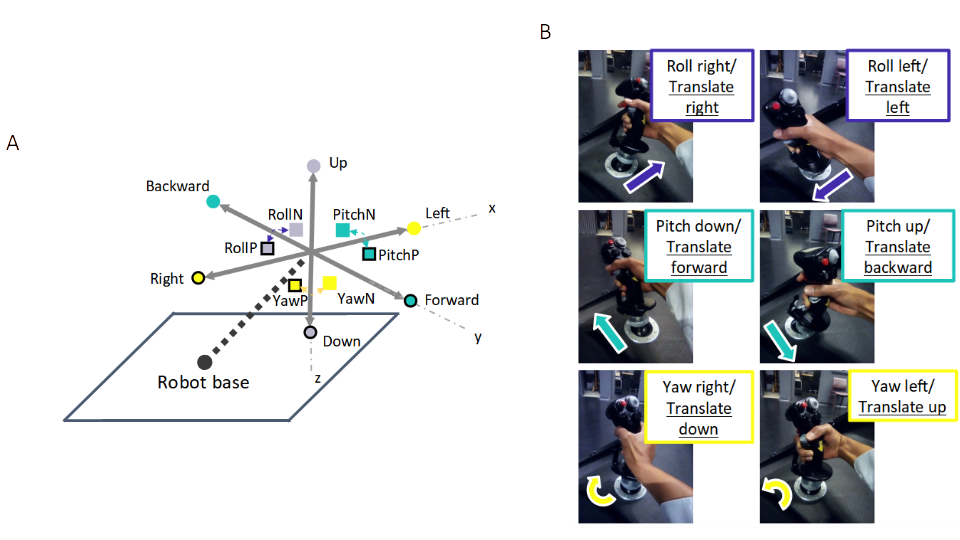 A
Up
Backward
RollN
PitchN
Left
x
RollP
PitchP
Right
YawP
YawN
Forward
y
Down
Robot base
z
B
Roll right/
Translate
right
Roll left/
Translate
left
Pitch down/
Translate
forward
Pitch up/
Translate
backward
Yaw right/
Translate
down
Yaw left/
Translate up